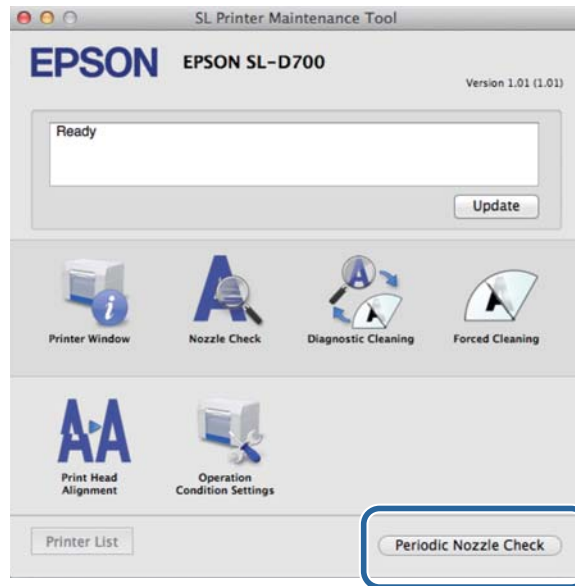 SL Printer Maintenance Tool
EPSON
EPSON SL-D700
Version 1.01 (1.01)
Ready
Update
Printer Window
Nozzle Check
Diagnostic Cleaning
Forced Cleaning
Print Head
Alignment
Operation
Condition Settings
Printer List
Periodic Nozzle Check